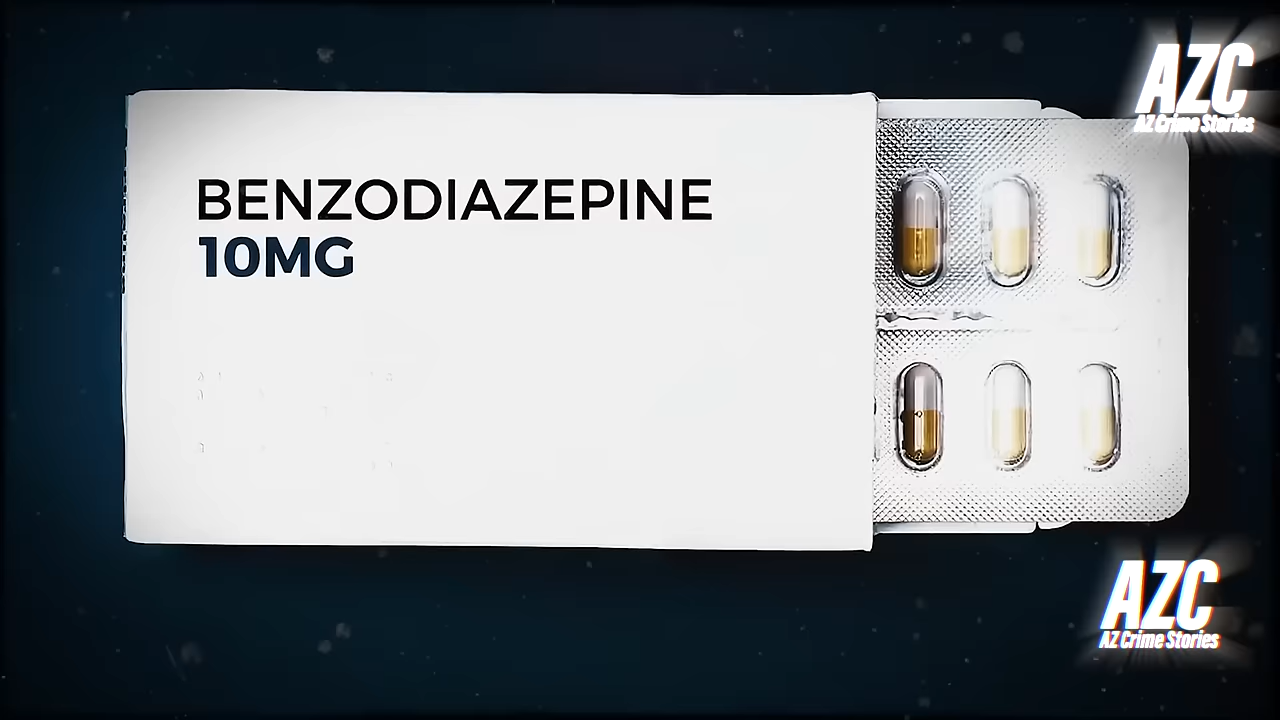 AZC
AZ Crime Stories
BENZODIAZEPINE
10MG
AZC
AZ Crime Stories